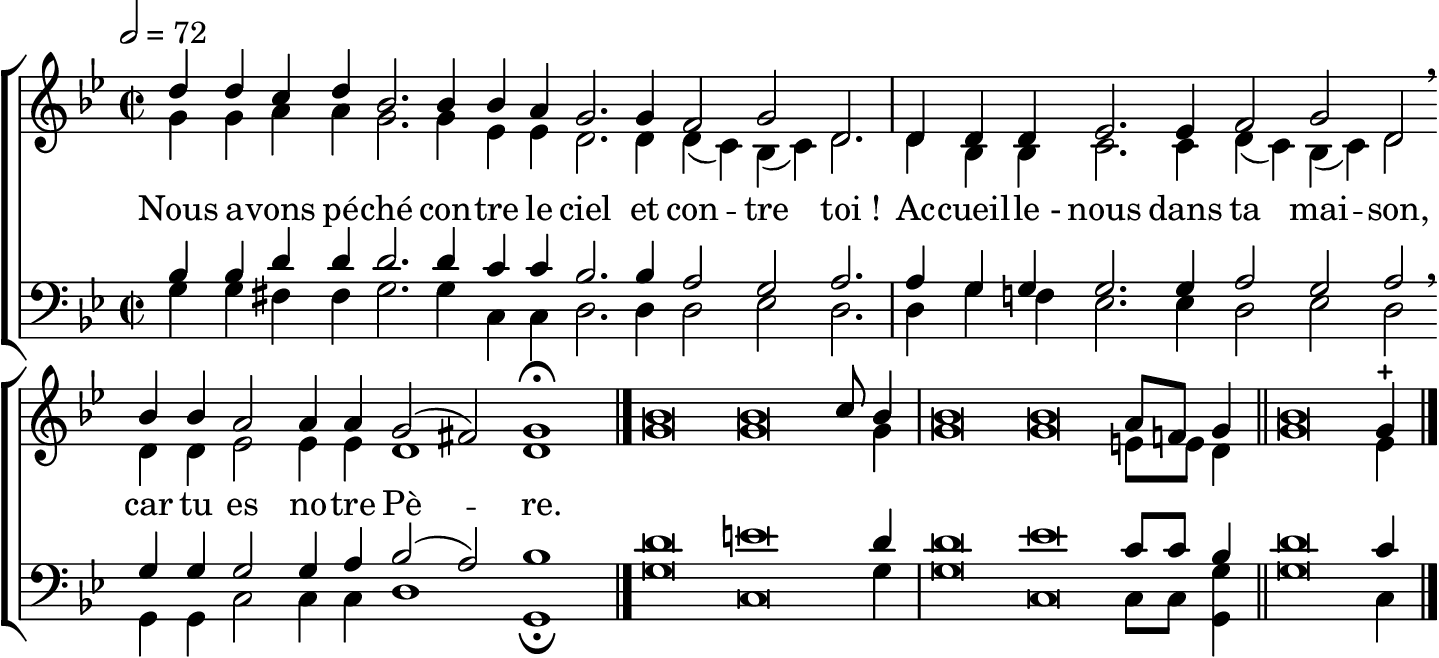 = 72
Nous avons péché contre le ciel et con - tre toi ! Accueille - nous dans ta mai - son,
car tu es notre Pè - re.